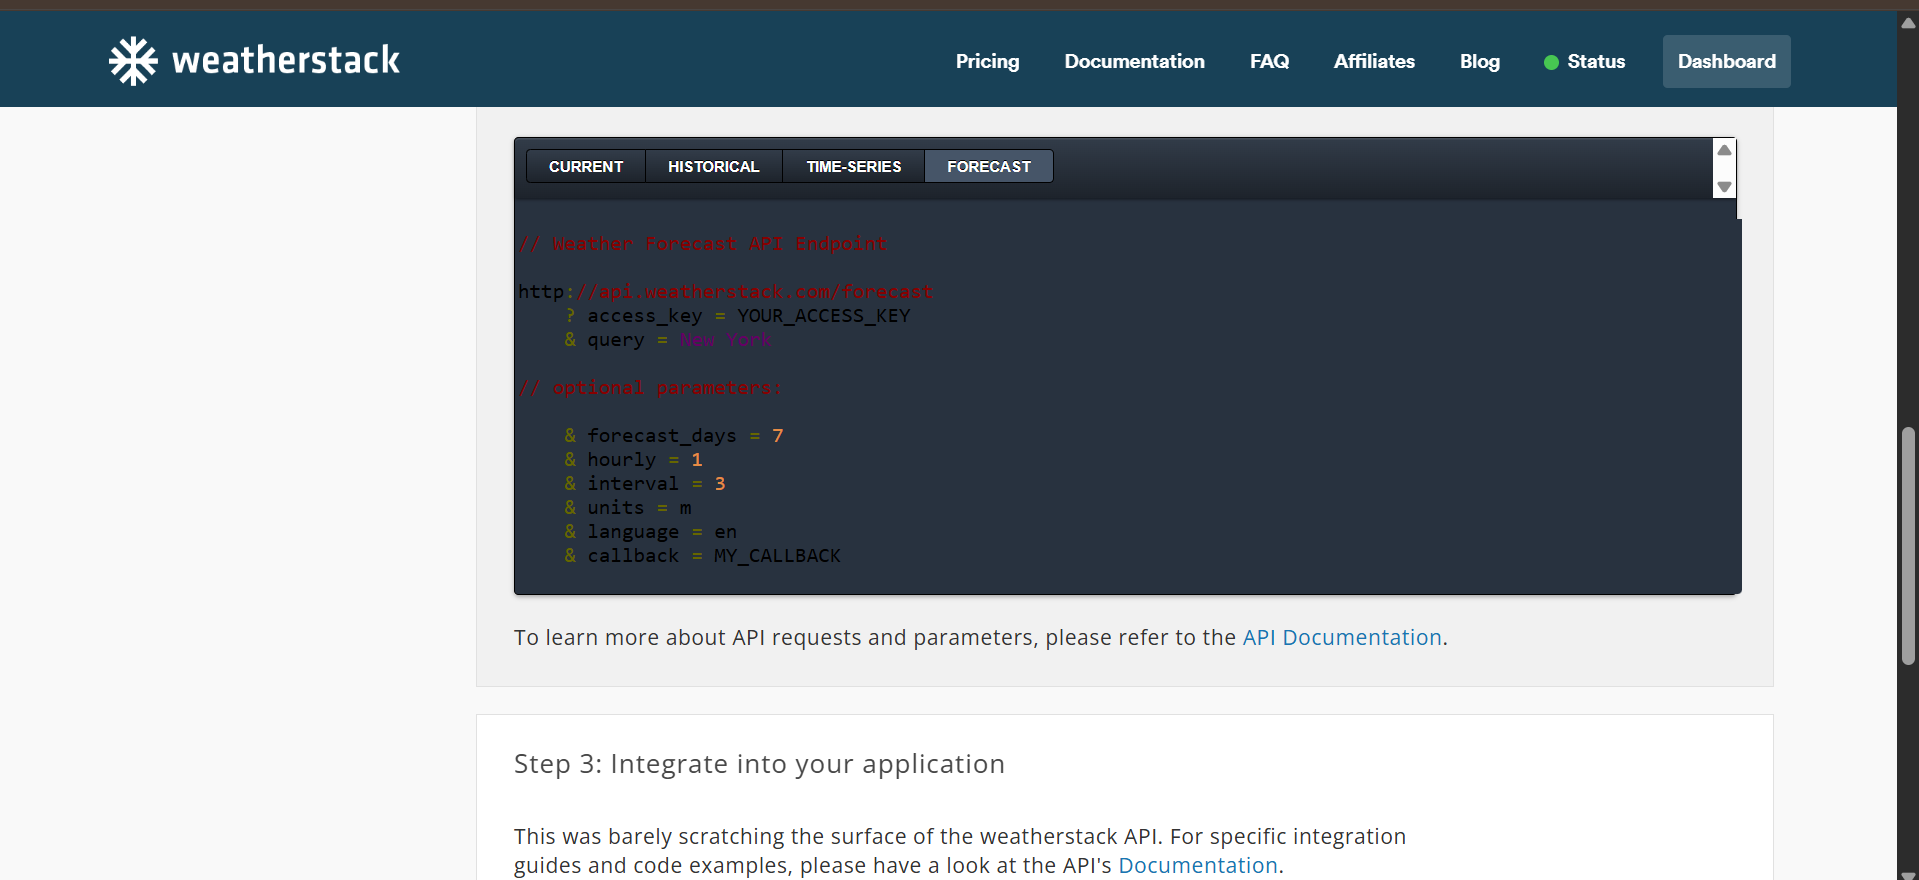 weatherstack
Pricing Documentation FAQ Affiliates Blog Status Dashboard
CURRENT HISTORICAL TIME-SERIES FORECAST
// Weather Forecast API Endpoint
http://api.weatherstack.com/forecast
? access_key = YOUR_ACCESS_KEY
& query = New York
// optional parameters:
& forecast_days = 7
& hourly = 1
& interval = 3
& units = m
& language = en
& callback = MY_CALLBACK
To learn more about API requests and parameters, please refer to the API Documentation.
Step 3: Integrate into your application
This was barely scratching the surface of the weatherstack API. For specific integration
guides and code examples, please have a look at the API's Documentation.